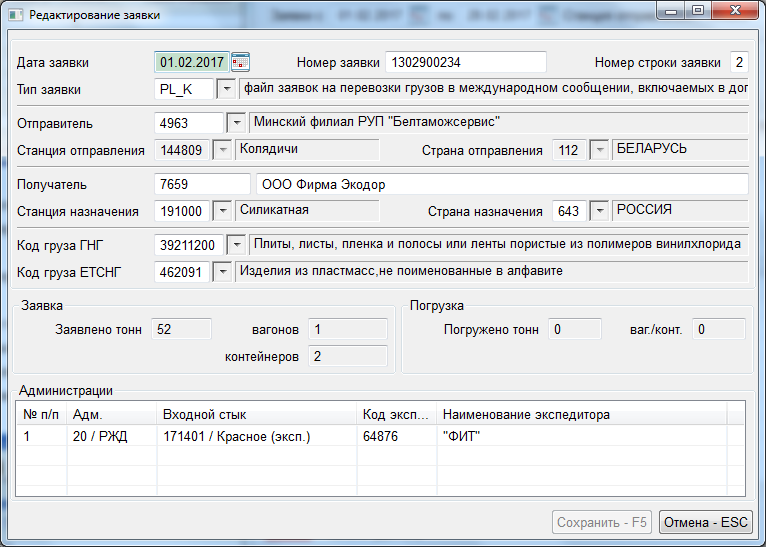 Редактирование заявки
Дата заявки 01.02.2017 Номер заявки 1302900234 Номер строки заявки 2
Тип заявки PL_K файл заявок на перевозки грузов в международном сообщении, включаемых в дог
Отправитель 4963 Минский филиал РУП "Белтаможсервис"
Станция отправления 144809 Колядичи Страна отправления 112 БЕЛАРУСЬ
Получатель 7659 ООО Фирма Экодор
Станция назначения 191000 Силикатная Страна назначения 643 РОССИЯ
Код груза ГНГ 39211200 Плиты, листы, пленка и полосы или ленты пористые из полимеров винилхлорида
Код груза ЕТСНГ 462091 Изделия из пластмасс,не поименованные в алфавите
Заявка Погрузка
Заявлено тонн 52 вагонов 1 Погружено тонн 0 ваг./конт. 0
контейнеров 2
Администрации
№ п/п Адм. Входной стык Код эксп... Наименование экспедитора
1 20 / РЖД 171401 / Красное (эксп.) 64876 "ФИТ"
Сохранить - F5 Отмена - ESC